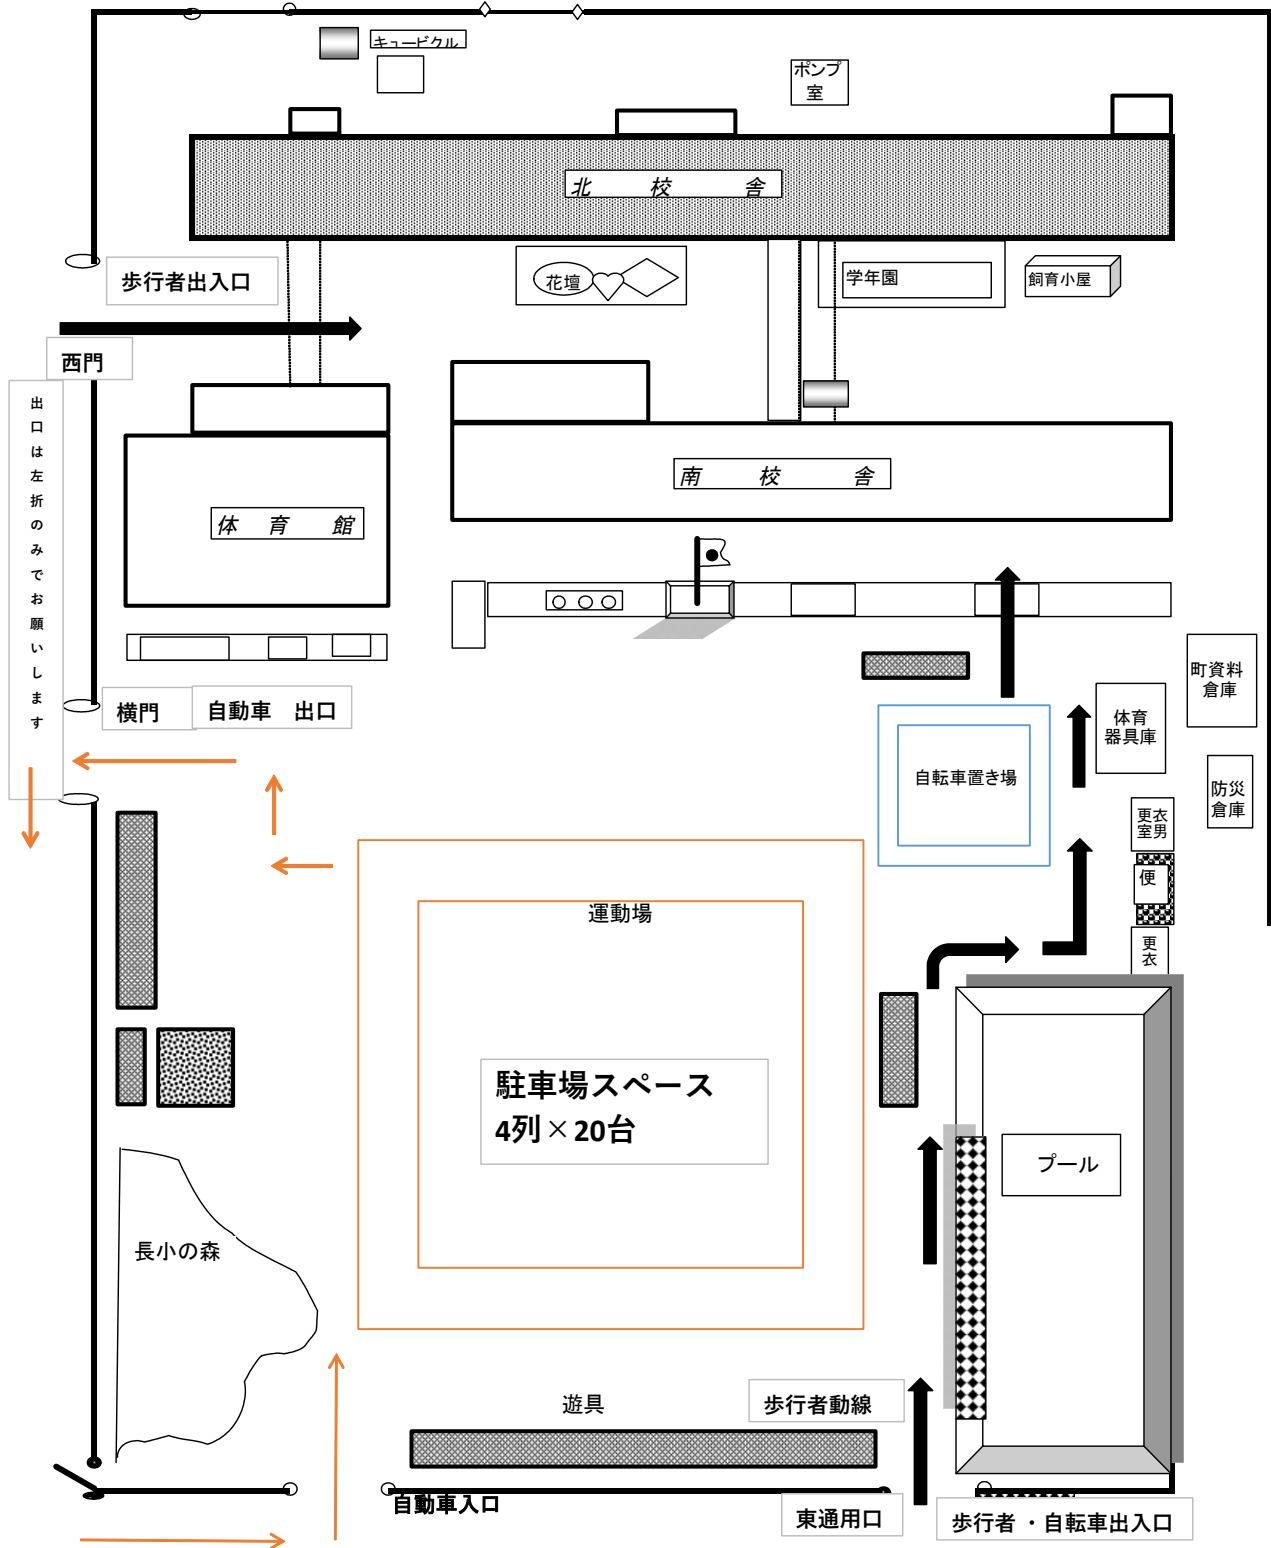 キュービクル
ポンプ
室
北　校　舎
歩行者出入口
花壇
学年園
飼育小屋
西門
出口は左折のみでお願いします
南　校　舎
体　育　館
町資料
倉庫
横門
自動車　出口
体育
器具庫
自転車置き場
防災
倉庫
更衣
室男
便
運動場
更
衣
駐車場スペース
4列×20台
プール
長小の森
遊具
歩行者動線
自動車入口
東通用口
歩行者・自転車出入口